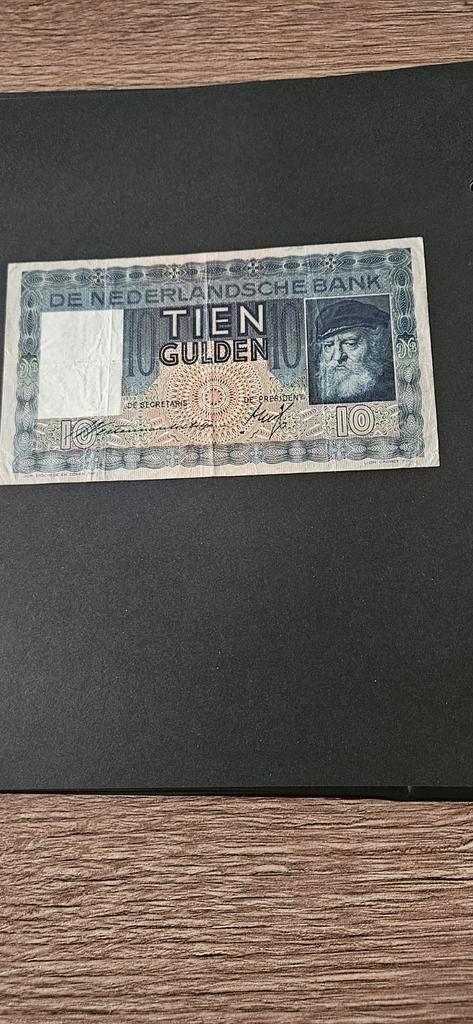 DE NEDERLANDSCHE BANK
10 TIEN 10
GULDEN
DE SECRETARIS DE PRESIDENT
10 10